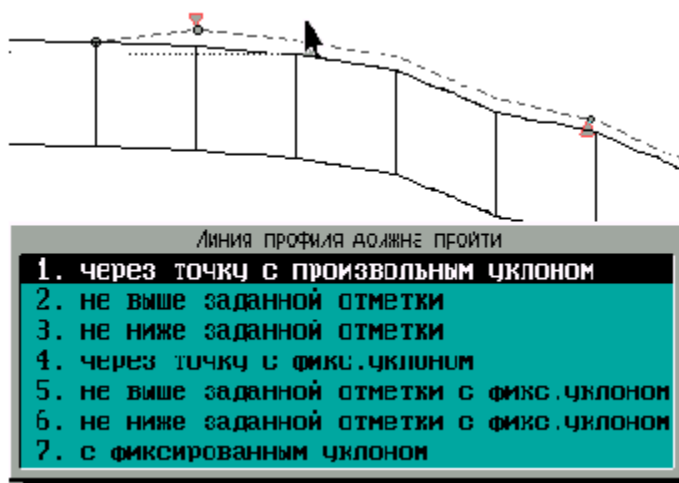 Линия профиля должна пройти
1. через точку с произвольным уклоном
2. не выше заданной отметки
3. не ниже заданной отметки
4. через точку с фикс.уклоном
5. не выше заданной отметки с фикс.уклоном
6. не ниже заданной отметки с фикс.уклоном
7. с фиксированным уклоном